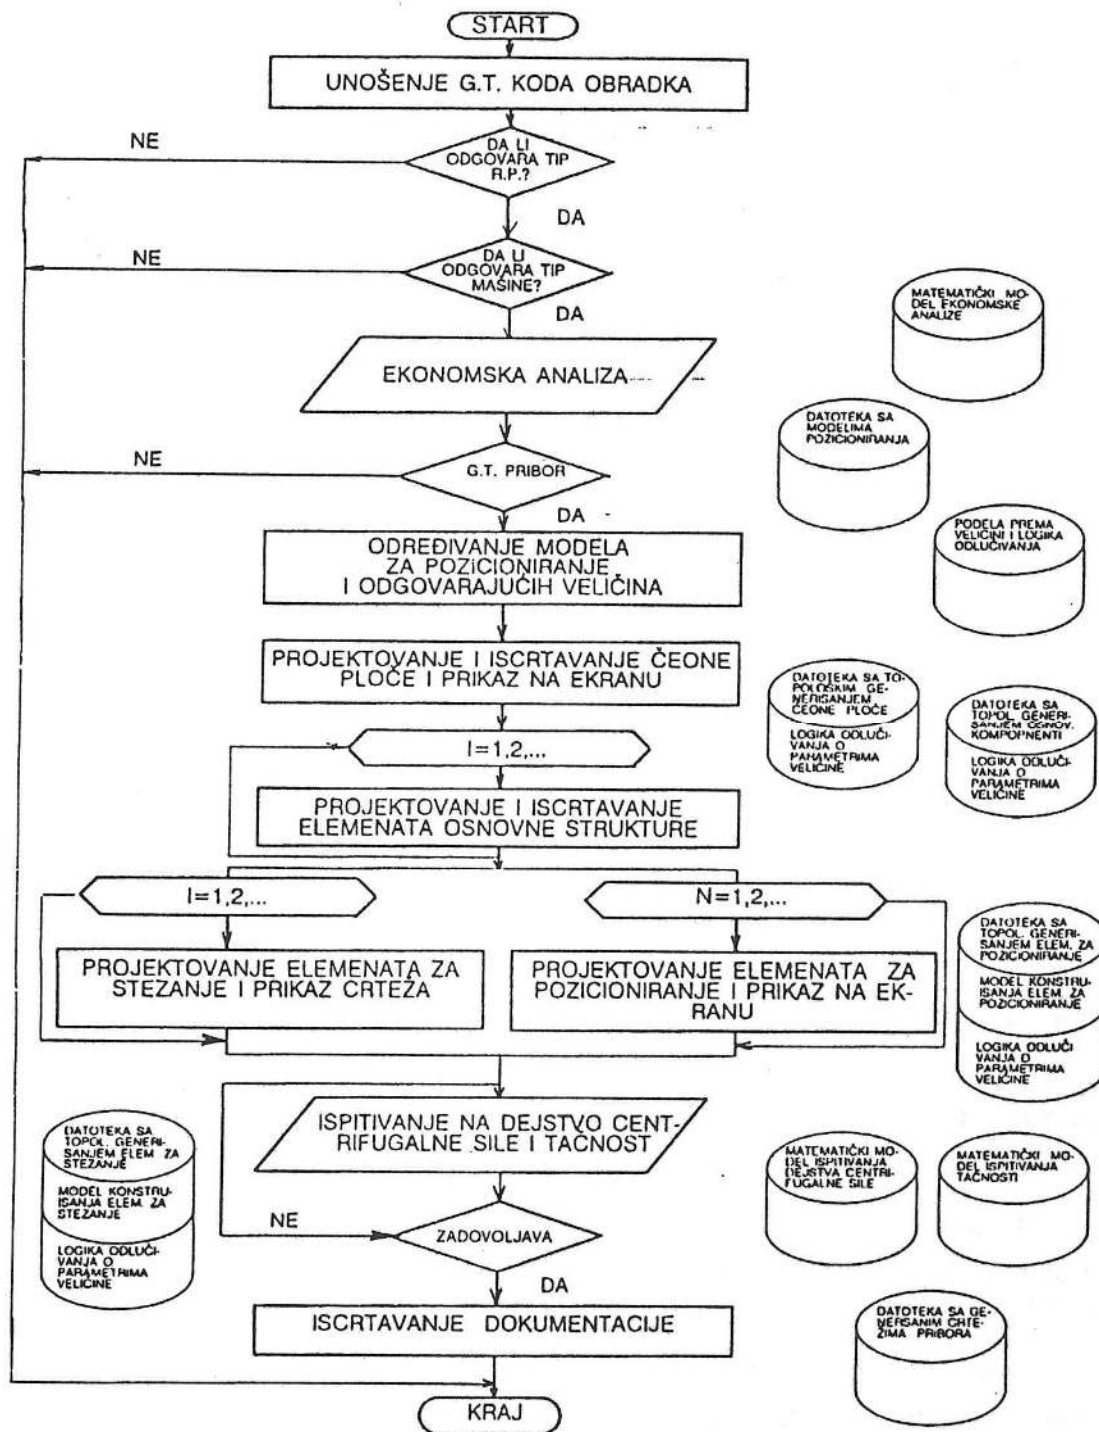 START
UNOŠENJE G.T. KODA OBRADKA
NE
DA LI
ODGOVARA TIP
R.P.?
DA
NE
DA LI
ODGOVARA TIP
MAŠINE?
DA
MATEMATIČKI MO-
DEL EKONOMSKE
ANALIZE
EKONOMSKA ANALIZA
DATOTEKA SA
MODELIMA
POZICIONIRANJA
NE
G.T. PRIBOR
DA
PODELA PREMA
VELIČINI I LOGIKA
ODLUČIVANJA
ODREĐIVANJE MODELA
ZA POZICIONIRANJE
I ODGOVARAJUĆIH VELIČINA
PROJEKTOVANJE I ISCRTAVANJE ČEONE
PLOČE I PRIKAZ NA EKRANU
DATOTEKA SA TO-
POLOŠKIM GE-
NERISANJEM
ČEONE PLOČE
LOGIKA ODLUČI-
VANJA O
PARAMETRIMA
VELIČINE
DATOTEKA SA
TOPOL. GENERI-
SANJEM OSNOV.
KOMPOPNENTI
LOGIKA ODLUČI-
VANJA O
PARAMETRIMA
VELIČINE
I=1,2,...
PROJEKTOVANJE I ISCRTAVANJE
ELEMENATA OSNOVNE STRUKTURE
I=1,2,...
N=1,2,...
PROJEKTOVANJE ELEMENATA ZA
STEZANJE I PRIKAZ CRTEŽA
PROJEKTOVANJE ELEMENATA ZA
POZICIONIRANJE I PRIKAZ NA EK-
RANU
DATOTEKA SA
TOPOL. GENERI-
SANJEM ELEM. ZA
POZICIONIRANJE
MODEL KONSTRU-
ISANJA ELEM. ZA
POZICIONIRANJE
LOGIKA ODLUČI
VANJA O
PARAMETRIMA
VELIČINE
ISPITIVANJE NA DEJSTVO CENT-
RIFUGALNE SILE I TAČNOST
DATOTEKA SA
TOPOL. GENERI-
SANJEM ELEM ZA
STEZANJE
MODEL KONSTRU-
ISANJA ELEM. ZA
STEZANJE
LOGIKA ODLUČI-
VANJA O
PARAMETRIMA
VELIČINE
MATEMATIČKI MO-
DEL ISPITIVANJA
DEJSTVA CENTRI-
FUGALNE SILE
MATEMATIČKI MO-
DEL ISPITIVANJA
TAČNOSTI
NE
ZADOVOLJAVA
DA
ISCRTAVANJE DOKUMENTACIJE
DATOTEKA SA GE-
NERISANIM CRTE-
ŽIMA PRIBORA
KRAJ